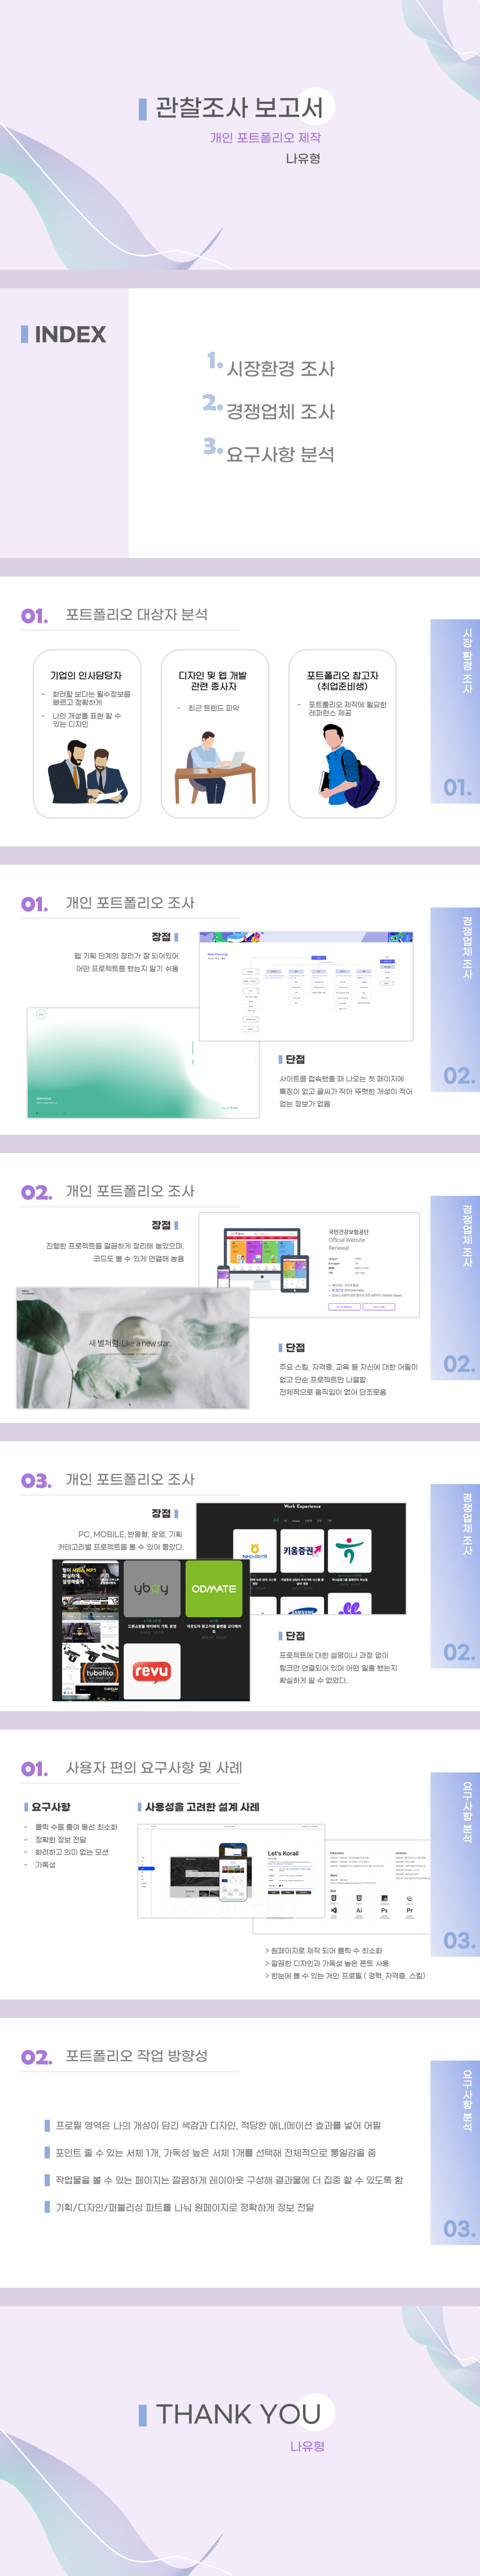 관찰조사 보고서
개인 포트폴리오 제작
나유형
INDEX
1. 시장환경 조사
2. 경쟁업체 조사
3. 요구사항 분석
01. 포트폴리오 대상자 분석
시장 환경 조사
01.
기업의 인사담당자
- 화려함 보다는 필수정보를
빠르고 정확하게
- 나의 개성을 표현 할 수
있는 디자인
디자인 및 웹 개발
관련 종사자
- 최근 트렌드 파악
포트폴리오 참고자
(취업준비생)
- 포트폴리오 제작에 필요한
레퍼런스 제공
01. 개인 포트폴리오 조사
경쟁업체 조사
02.
장점
웹 기획 단계의 정리가 잘 되어있어
어떤 프로젝트를 했는지 알기 쉬움
단점
사이트를 접속했을 때 나오는 첫 페이지에
특징이 없고 글씨가 작아 뚜렷한 개성이 적어
얻는 정보가 없음
02. 개인 포트폴리오 조사
경쟁업체 조사
02.
장점
진행한 프로젝트를 깔끔하게 정리해 놓았으며,
코드도 볼 수 있게 연결해 놓음
국민건강보험공단
Official Website
Renewal
새 별처럼, Like a new star.
단점
주요 스킬, 자격증, 교육 등 자신에 대한 어필이
없고 단순 프로젝트만 나열함
전체적으로 움직임이 없어 단조로움
03. 개인 포트폴리오 조사
경쟁업체 조사
02.
장점
PC, MOBILE, 반응형, 운영, 기획
카테고리별 프로젝트를 볼 수 있어 좋았다.
Work Experience
NH농협은행
키움증권
SAMSUNG
ybay
ODMATE
revu
tubolito
단점
프로젝트에 대한 설명이나 과정 없이
링크만 연결되어 있어 어떤 일을 했는지
확실하게 알 수 없었다.
01. 사용자 편의 요구사항 및 사례
요구사항 분석
03.
요구사항
- 클릭 수를 줄여 동선 최소화
- 정확한 정보 전달
- 화려하고 의미 없는 모션
- 가독성
사용성을 고려한 설계 사례
Let's Korail
Ai
Ps
Pr
> 원페이지로 제작 되어 클릭 수 최소화
> 깔끔한 디자인과 가독성 높은 폰트 사용
> 한눈에 볼 수 있는 개인 프로필 ( 경력, 자격증, 스킬)
02. 포트폴리오 작업 방향성
요구사항 분석
03.
프로필 영역은 나의 개성이 담긴 색감과 디자인, 적당한 애니메이션 효과를 넣어 어필
포인트 줄 수 있는 서체 1개, 가독성 높은 서체 1개를 선택해 전체적으로 통일감을 줌
작업물을 볼 수 있는 페이지는 깔끔하게 레이아웃 구성해 결과물에 더 집중 할 수 있도록 함
기획/디자인/퍼블리싱 파트를 나눠 원페이지로 정확하게 정보 전달
THANK YOU
나유형